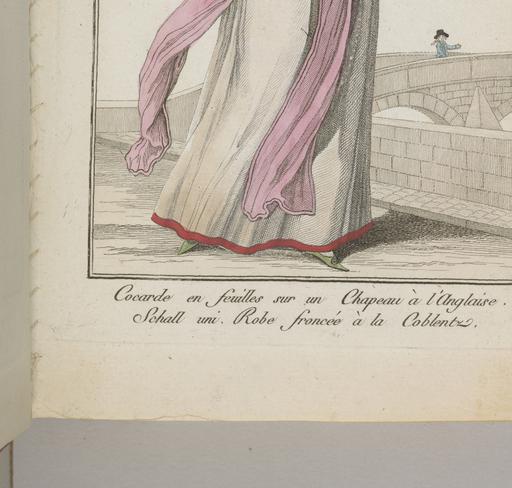 Cocarde en feuilles sur un Chapeau à l'Anglaise.
Schall uni. Robe froncée à la Coblentz.